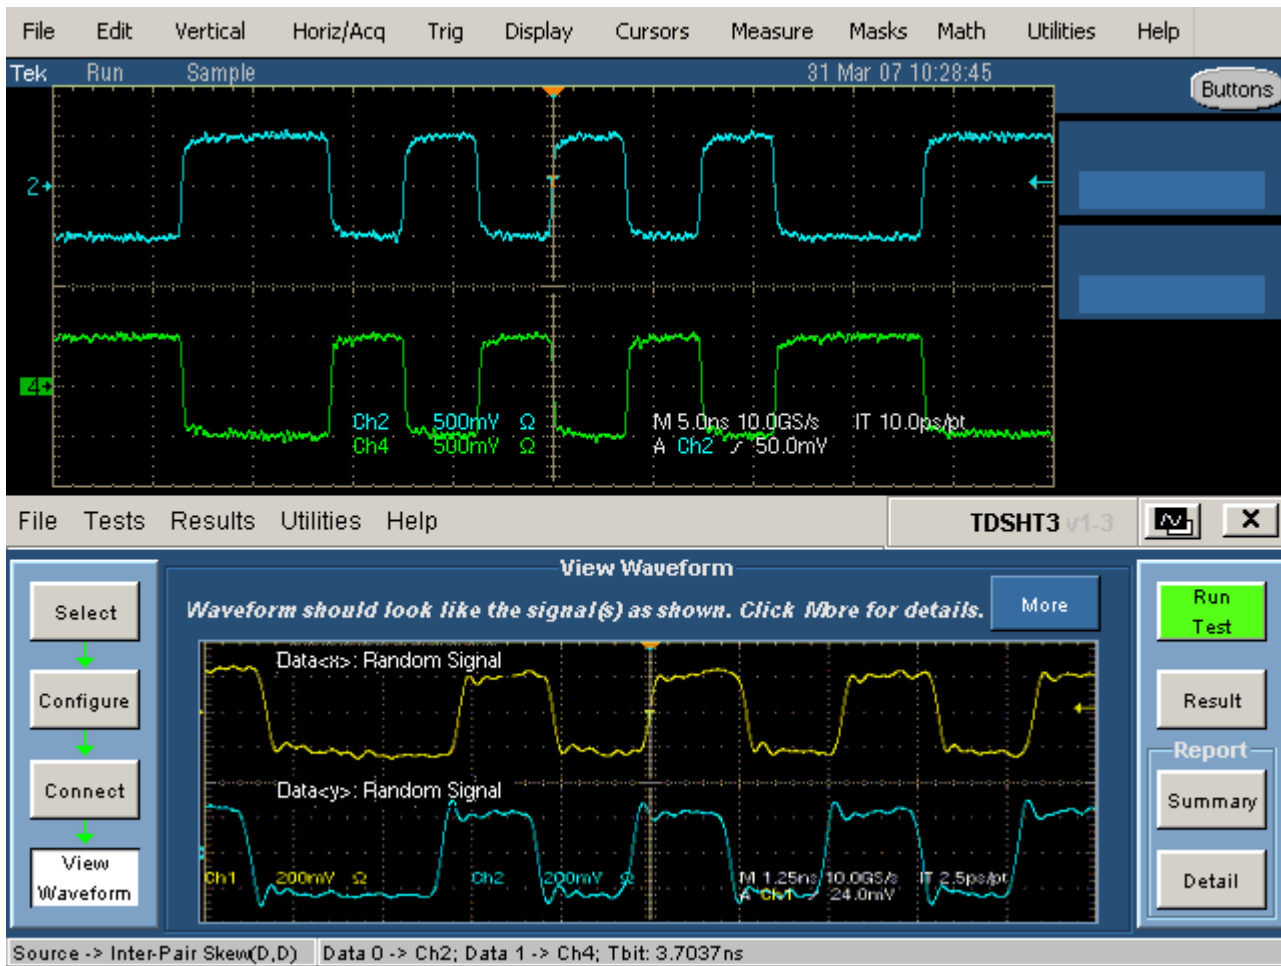 File Edit Vertical Horiz/Acq Trig Display Cursors Measure Masks Math Utilities Help
Tek Run Sample 31 Mar 07 10:28:45
Buttons
2
4
Ch2 500mV Ω M 5.0ns 10.0GS/s IT 10.0ps/pt
Ch4 500mV Ω A Ch2 50.0mV
File Tests Results Utilities Help TDSHT3 v1-3
View Waveform
Waveform should look like the signal(s) as shown. Click More for details.
More
Select
Configure
Connect
View
Waveform
Data<x>: Random Signal
Data<y>: Random Signal
Ch1 200mV Ω Ch2 200mV Ω M 1.25ns 10.0GS/s IT 2.5ps/pt
A Ch1 24.0mV
Run
Test
Result
Report
Summary
Detail
Source -> Inter-Pair Skew(D,D) Data 0 -> Ch2; Data 1 -> Ch4; Tbit: 3.7037ns